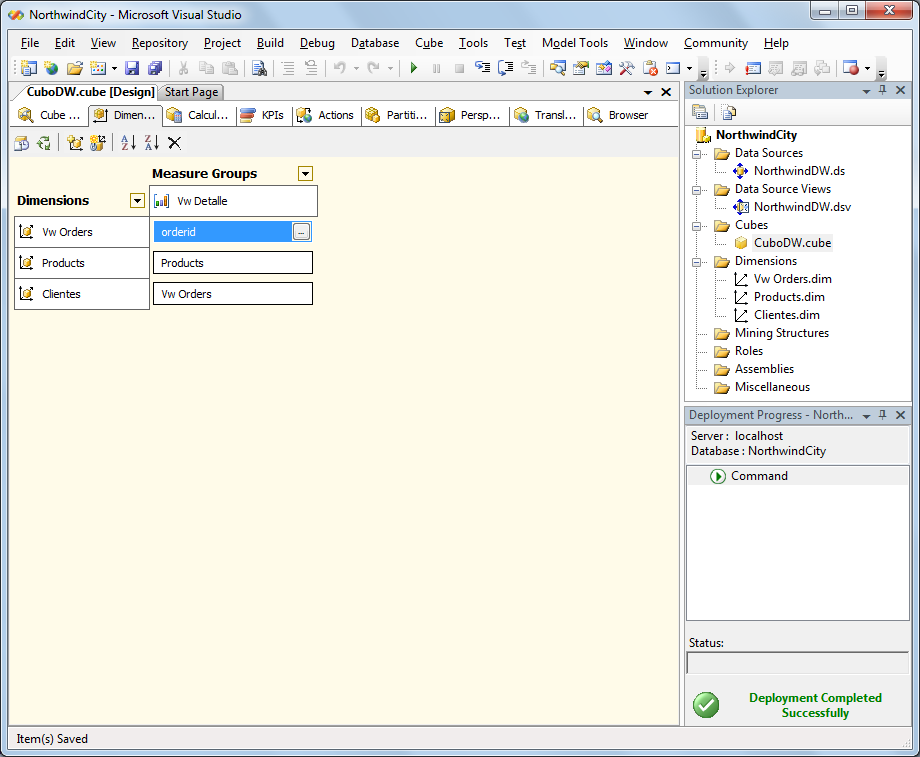 NorthwindCity - Microsoft Visual Studio
File Edit View Repository Project Build Debug Database Cube Tools Test Model Tools Window Community Help
CuboDW.cube [Design] Start Page
Cube ... Dimen... Calcul... KPIs Actions Partiti... Persp... Transl... Browser
Measure Groups
Dimensions
Vw Detalle
Vw Orders
orderid
...
Products
Products
Clientes
Vw Orders
Solution Explorer
NorthwindCity
Data Sources
NorthwindDW.ds
Data Source Views
NorthwindDW.dsv
Cubes
CuboDW.cube
Dimensions
Vw Orders.dim
Products.dim
Clientes.dim
Mining Structures
Roles
Assemblies
Miscellaneous
Deployment Progress - North...
Server : localhost
Database : NorthwindCity
Command
Status:
Deployment Completed
Successfully
Item(s) Saved